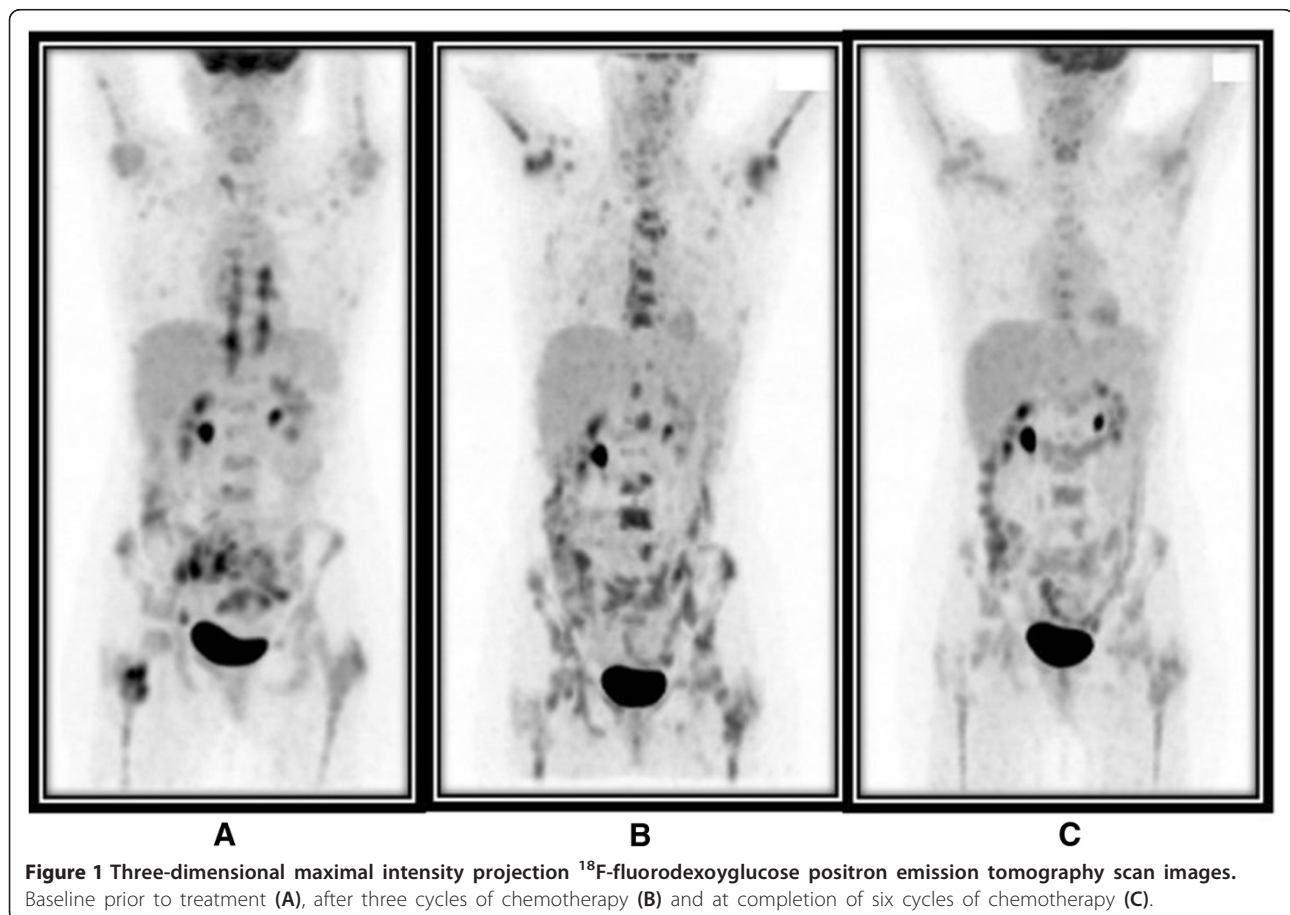 A B C
Figure 1 Three-dimensional maximal intensity projection ¹⁸F-fluorodexoyglucose positron emission tomography scan images.
Baseline prior to treatment (A), after three cycles of chemotherapy (B) and at completion of six cycles of chemotherapy (C).